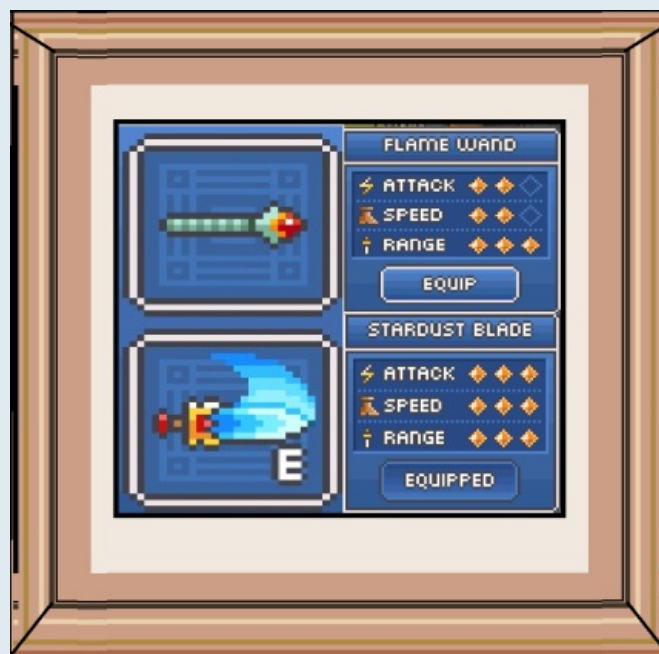 FLAME WAND
ATTACK
SPEED
RANGE
EQUIP
STARDUST BLADE
ATTACK
SPEED
RANGE
E
EQUIPPED